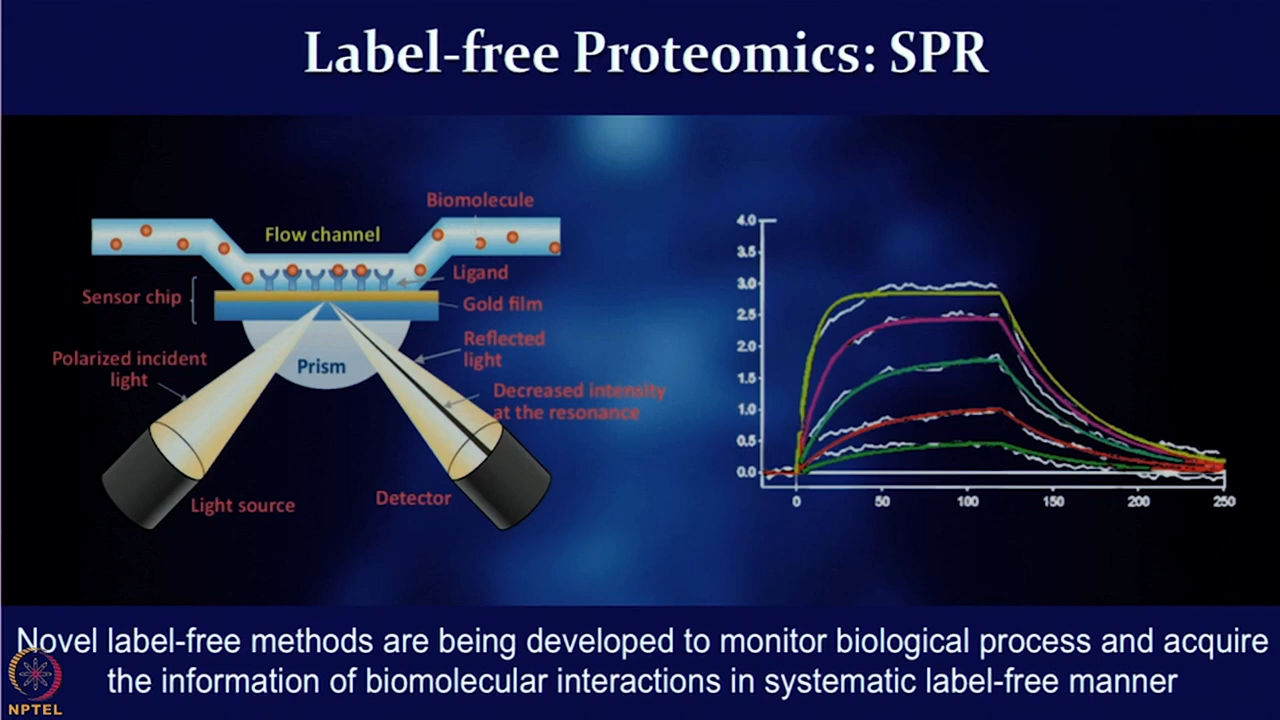 Label-free Proteomics: SPR
Biomolecule
Flow channel
Ligand
Sensor chip
Gold film
Reflected
light
Polarized incident
light
Prism
Decreased intensity
at the resonance
Light source
Detector
4.0
3.5
3.0
2.5
2.0
1.5
1.0
0.5
0.0
0 50 100 150 200 250
Novel label-free methods are being developed to monitor biological process and acquire
the information of biomolecular interactions in systematic label-free manner
NPTEL